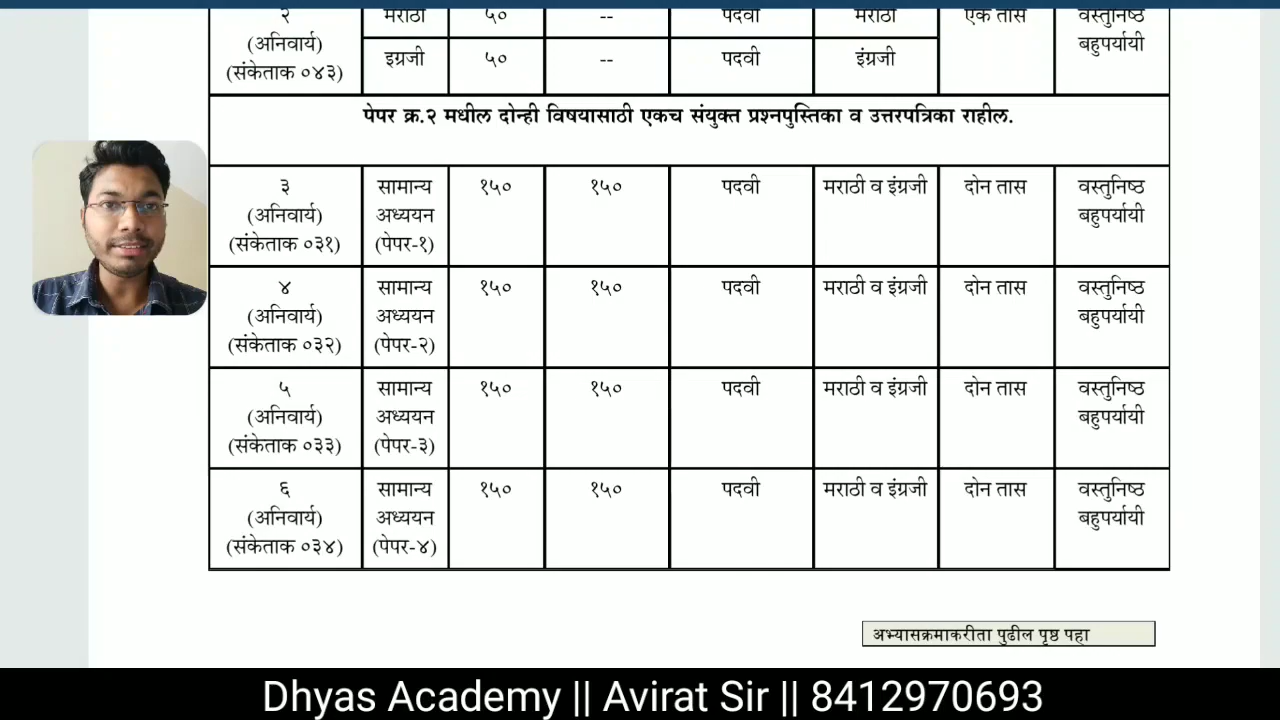 २ मराठी ५० -- पदवी मराठी एक तास वस्तुनिष्ठ
(अनिवार्य) बहुपर्यायी
(संकेताक ०४३) इग्रजी ५० -- पदवी इंग्रजी
पेपर क्र.२ मधील दोन्ही विषयासाठी एकच संयुक्त प्रश्नपुस्तिका व उत्तरपत्रिका राहील.
३ सामान्य १५० १५० पदवी मराठी व इंग्रजी दोन तास वस्तुनिष्ठ
(अनिवार्य) अध्ययन बहुपर्यायी
(संकेताक ०३१) (पेपर-१)
४ सामान्य १५० १५० पदवी मराठी व इंग्रजी दोन तास वस्तुनिष्ठ
(अनिवार्य) अध्ययन बहुपर्यायी
(संकेताक ०३२) (पेपर-२)
५ सामान्य १५० १५० पदवी मराठी व इंग्रजी दोन तास वस्तुनिष्ठ
(अनिवार्य) अध्ययन बहुपर्यायी
(संकेताक ०३३) (पेपर-३)
६ सामान्य १५० १५० पदवी मराठी व इंग्रजी दोन तास वस्तुनिष्ठ
(अनिवार्य) अध्ययन बहुपर्यायी
(संकेताक ०३४) (पेपर-४)
अभ्यासक्रमाकरीता पुढील पृष्ठ पहा
Dhyas Academy || Avirat Sir || 8412970693